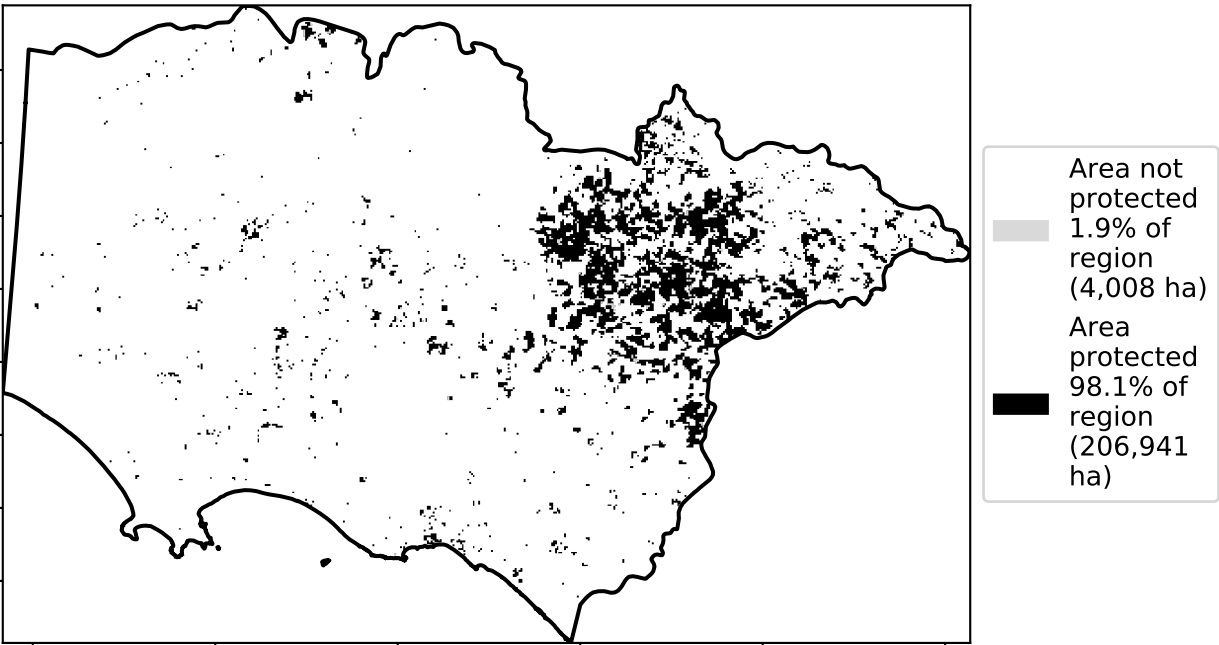 Area not
protected
1.9% of
region
(4,008 ha)
Area
protected
98.1% of
region
(206,941
ha)